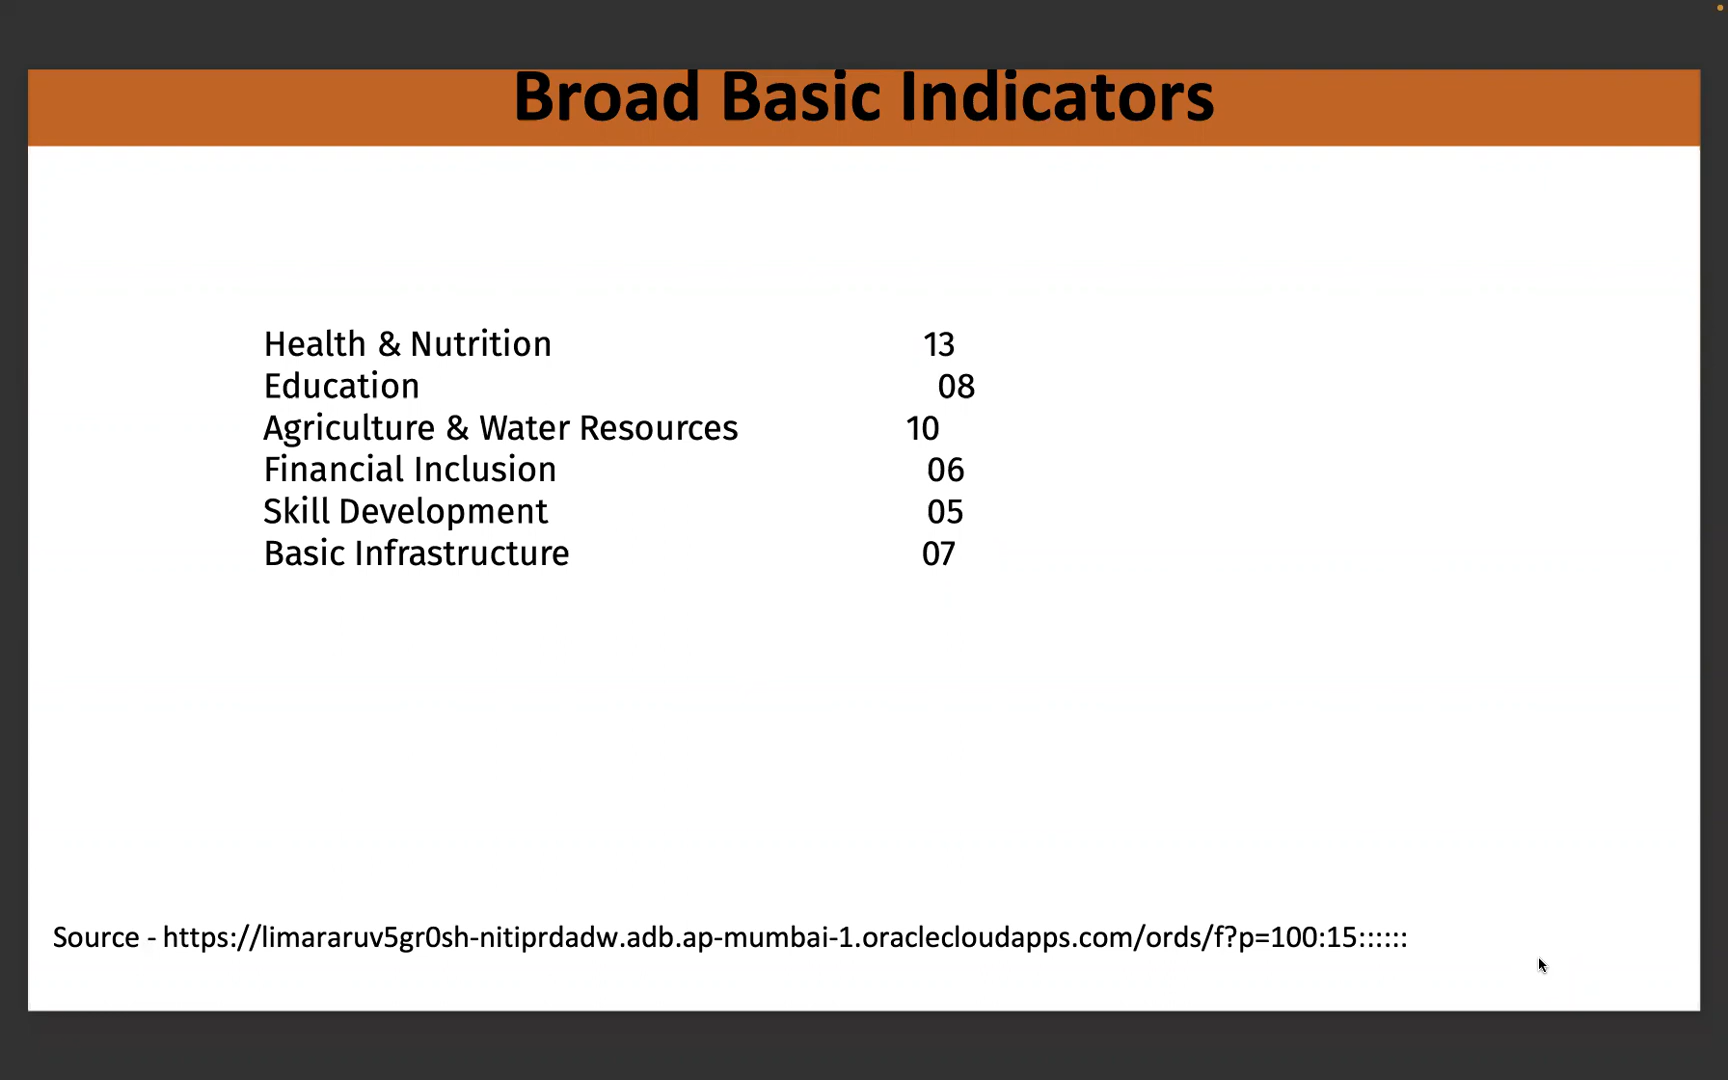 Broad Basic Indicators
Health & Nutrition 13
Education 08
Agriculture & Water Resources 10
Financial Inclusion 06
Skill Development 05
Basic Infrastructure 07
Source - https://limararuv5gr0sh-nitiprdadw.adb.ap-mumbai-1.oraclecloudapps.com/ords/f?p=100:15::::::